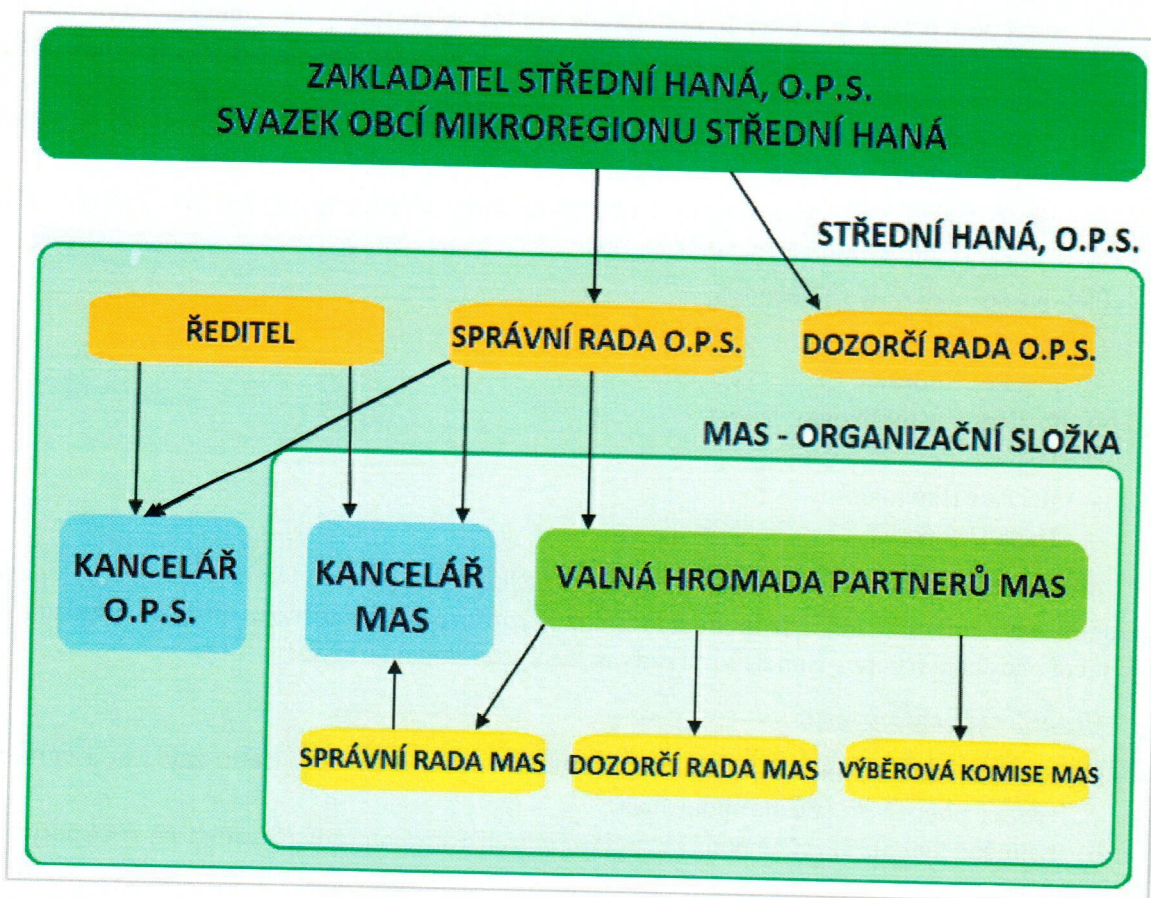 ZAKLADATEL STŘEDNÍ HANÁ, O.P.S.
SVAZEK OBCÍ MIKROREGIONU STŘEDNÍ HANÁ
STŘEDNÍ HANÁ, O.P.S.
ŘEDITEL
SPRÁVNÍ RADA O.P.S.
DOZORČÍ RADA O.P.S.
MAS - ORGANIZAČNÍ SLOŽKA
KANCELÁŘ
O.P.S.
KANCELÁŘ
MAS
VALNÁ HROMADA PARTNERŮ MAS
SPRÁVNÍ RADA MAS
DOZORČÍ RADA MAS
VÝBĚROVÁ KOMISE MAS